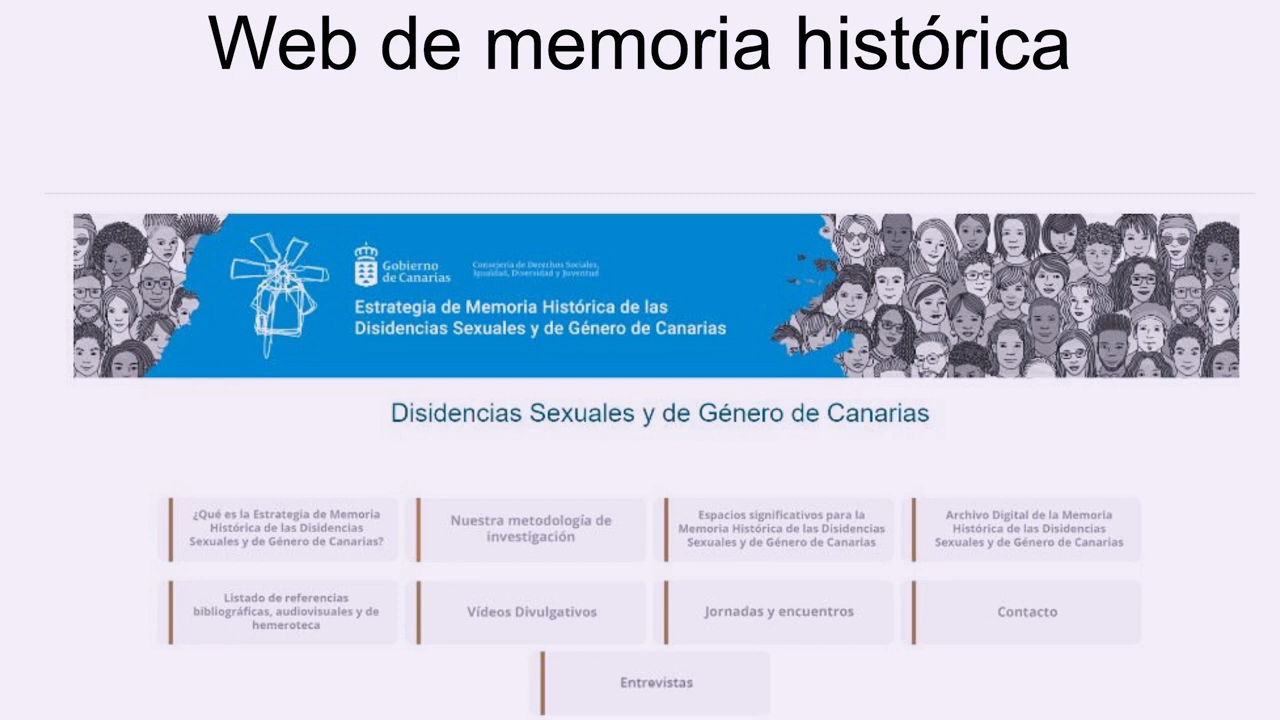 Web de memoria histórica
Gobierno
de Canarias
Consejería de Derechos Sociales,
Igualdad, Diversidad y Juventud
Estrategia de Memoria Histórica de las
Disidencias Sexuales y de Género de Canarias
Disidencias Sexuales y de Género de Canarias
¿Qué es la Estrategia de Memoria
Histórica de las Disidencias
Sexuales y de Género de Canarias?
Nuestra metodología de
investigación
Espacios significativos para la
Memoria Histórica de las Disidencias
Sexuales y de Género de Canarias
Archivo Digital de la Memoria
Histórica de las Disidencias
Sexuales y de Género de Canarias
Listado de referencias
bibliográficas, audiovisuales y de
hemeroteca
Vídeos Divulgativos
Jornadas y encuentros
Contacto
Entrevistas